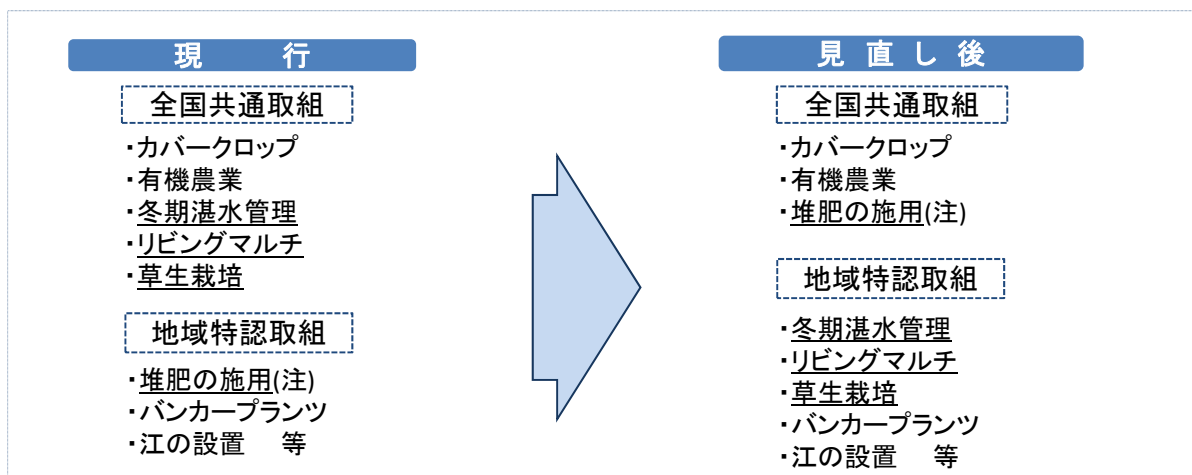 現 行
全国共通取組
・カバークロップ
・有機農業
・冬期湛水管理
・リビングマルチ
・草生栽培
地域特認取組
・堆肥の施用(注)
・バンカープランツ
・江の設置 等
見 直 し 後
全国共通取組
・カバークロップ
・有機農業
・堆肥の施用(注)
地域特認取組
・冬期湛水管理
・リビングマルチ
・草生栽培
・バンカープランツ
・江の設置 等